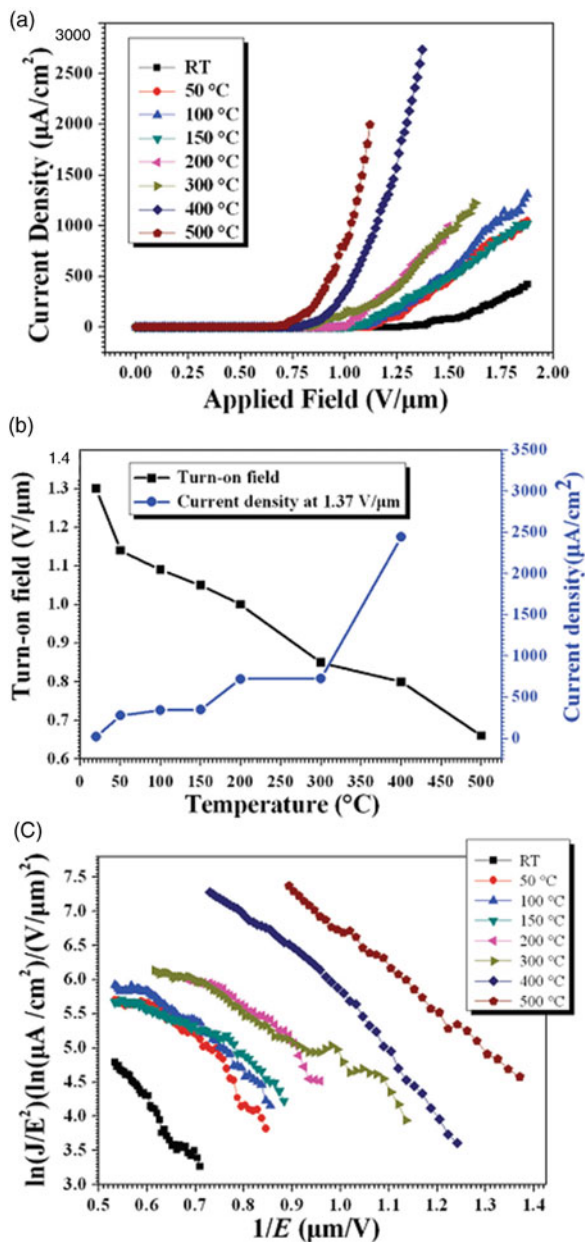 (a)
3000
2500
2000
1500
1000
500
0
Current Density (μA/cm²)
RT
50 °C
100 °C
150 °C
200 °C
300 °C
400 °C
500 °C
0.00 0.25 0.50 0.75 1.00 1.25 1.50 1.75 2.00
Applied Field (V/μm)
(b)
1.4
1.3
1.2
1.1
1.0
0.9
0.8
0.7
0.6
Turn-on field (V/μm)
Turn-on field
Current density at 1.37 V/μm
3500
3000
2500
2000
1500
1000
500
0
Current density(μA/cm²)
50 100 150 200 300 400 500
Temperature (°C)
(C)
7.5
7.0
6.5
6.0
5.5
5.0
4.5
4.0
3.5
3.0
ln(J/E²)(ln(μA /cm²)/(V/μm)²)
RT
50 °C
100 °C
150 °C
200 °C
300 °C
400 °C
500 °C
0.5 0.6 0.7 0.8 0.9 1.0 1.1 1.2 1.3 1.4
1/E (μm/V)